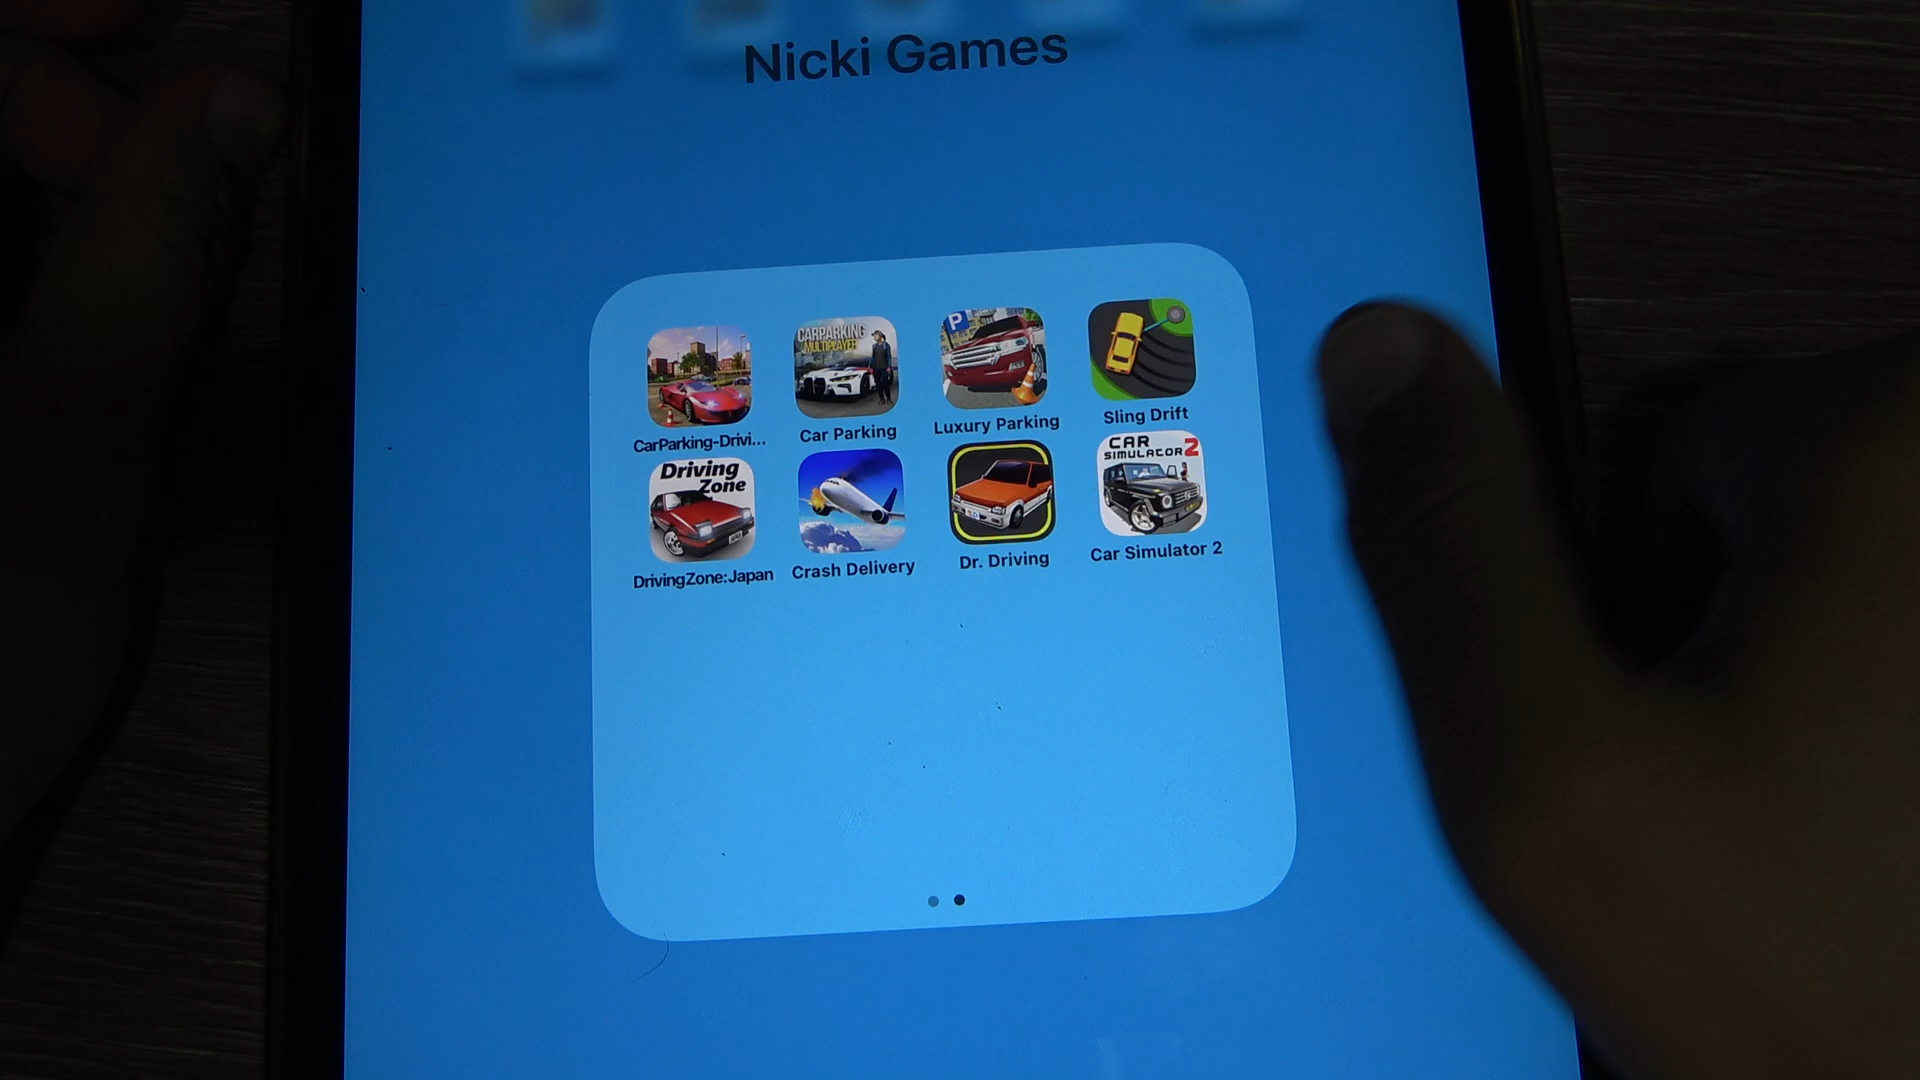 Nicki Games
CARPARKING
MULTIPLAYER
P
CarParking-Drivi...
Car Parking
Luxury Parking
Sling Drift
Driving
Zone
CAR
SIMULATOR 2
DrivingZone:Japan
Crash Delivery
Dr. Driving
Car Simulator 2